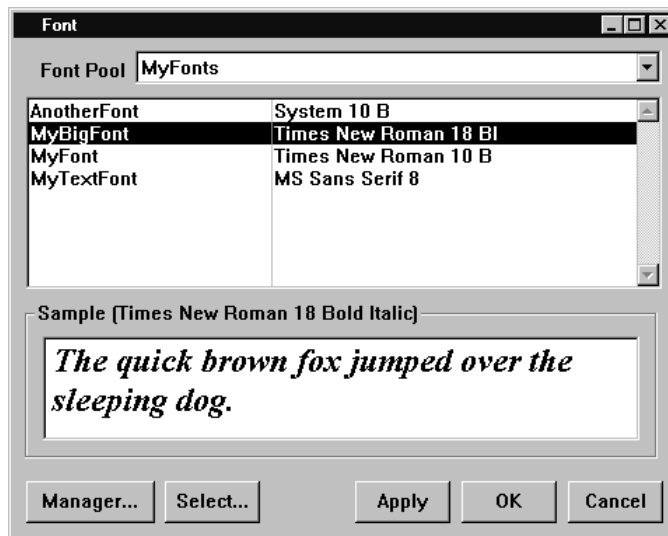 Font
Font Pool MyFonts
AnotherFont System 10 B
MyBigFont Times New Roman 18 BI
MyFont Times New Roman 10 B
MyTextFont MS Sans Serif 8
Sample (Times New Roman 18 Bold Italic)
The quick brown fox jumped over the
sleeping dog.
Manager... Select... Apply OK Cancel